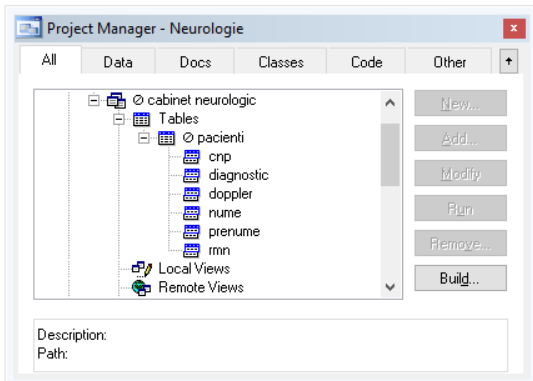 Project Manager - Neurologie
x
All Data Docs Classes Code Other
cabinet neurologic
Tables
pacienti
cnp
diagnostic
doppler
nume
prenume
rmn
Local Views
Remote Views
New...
Add...
Modify
Run
Remove...
Build...
Description:
Path: